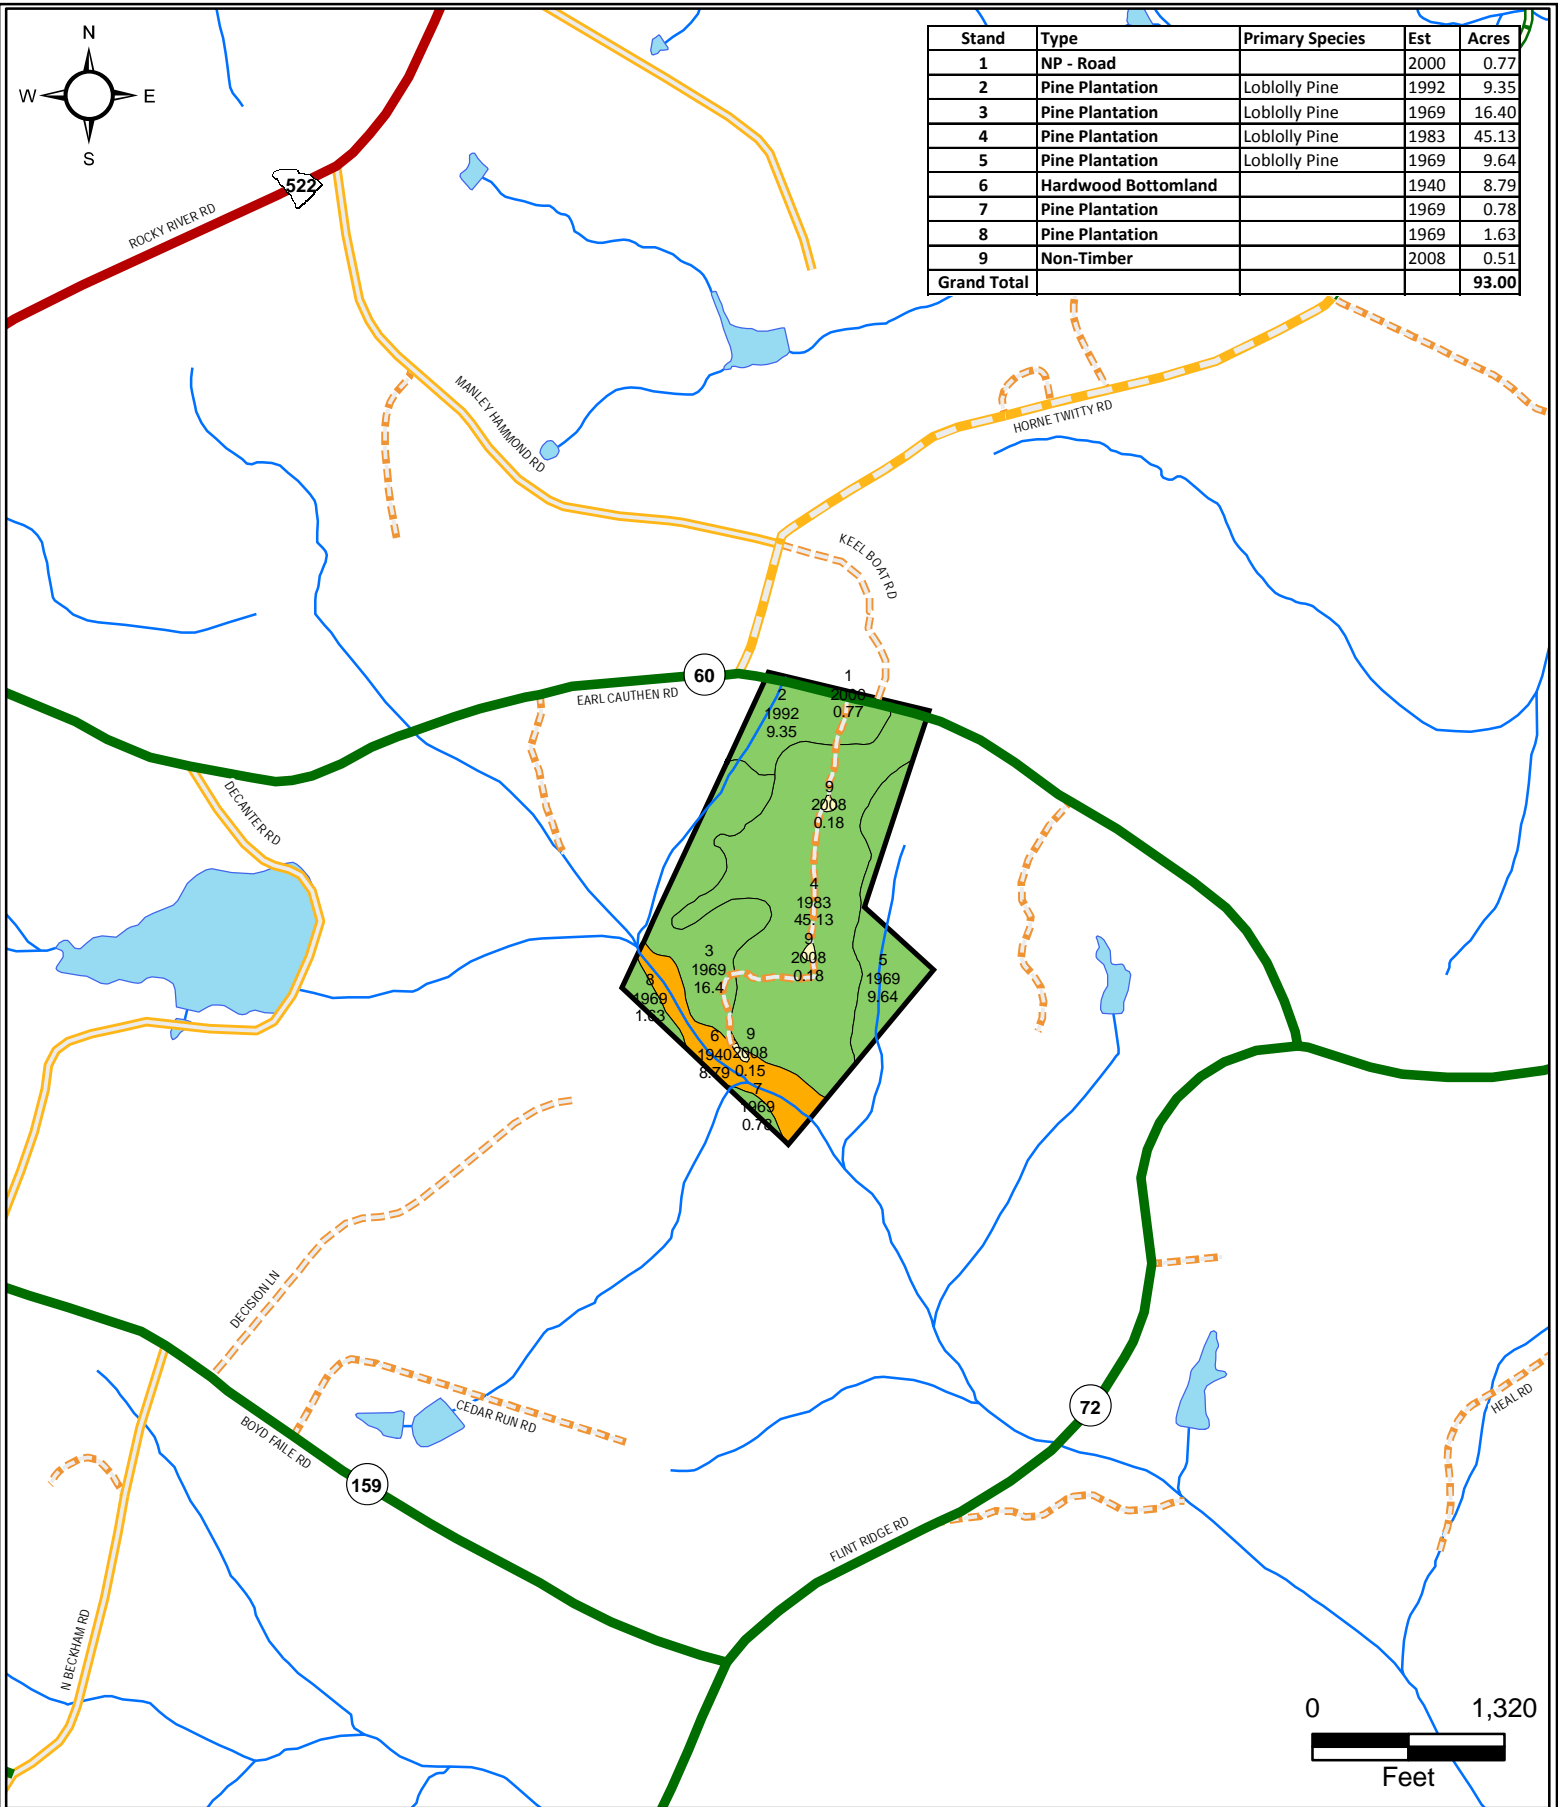 N
W E
S
Stand Type Primary Species Est Acres
1 NP - Road 2000 0.77
2 Pine Plantation Loblolly Pine 1992 9.35
3 Pine Plantation Loblolly Pine 1969 16.40
4 Pine Plantation Loblolly Pine 1983 45.13
5 Pine Plantation Loblolly Pine 1969 9.64
6 Hardwood Bottomland 1940 8.79
7 Pine Plantation 1969 0.78
8 Pine Plantation 1969 1.63
9 Non-Timber 2008 0.51
Grand Total 93.00
522
ROCKY RIVER RD
MANLEY HAMMOND RD
HORNE TWITTY RD
KEEL BOAT RD
60
EARL CAUTHEN RD
1
2000
0.77
2
1992
9.35
DECANTER RD
9
2008
0.18
4
1983
45.13
9
2008
0.18
3
1969
16.4
5
1969
9.64
8
1969
1.63
6
1940
8.79
9
2008
0.15
7
1969
0.78
DECISION LN
CEDAR RUN RD
BOYD FAILE RD
159
72
HEAL RD
FLINT RIDGE RD
N BECKHAM RD
0 1,320
Feet